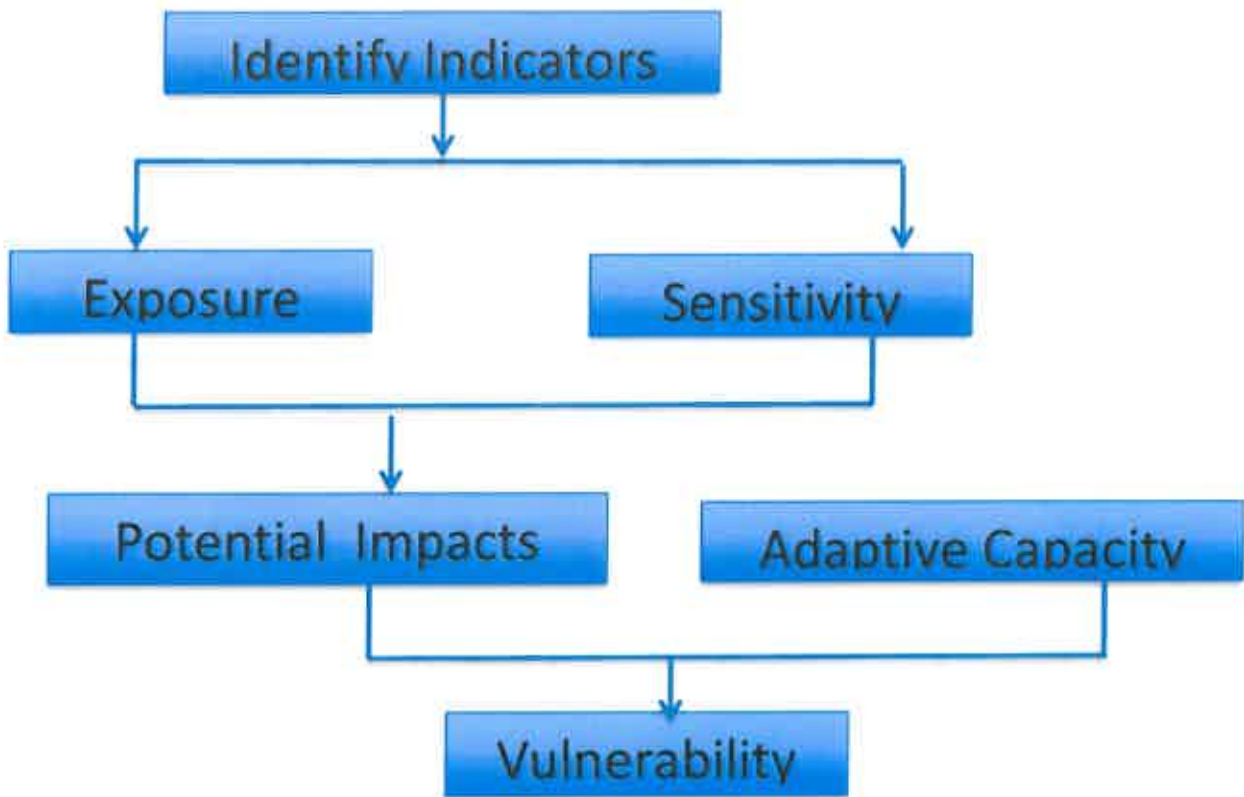 Identify Indicators
Exposure
Sensitivity
Potential Impacts
Adaptive Capacity
Vulnerability